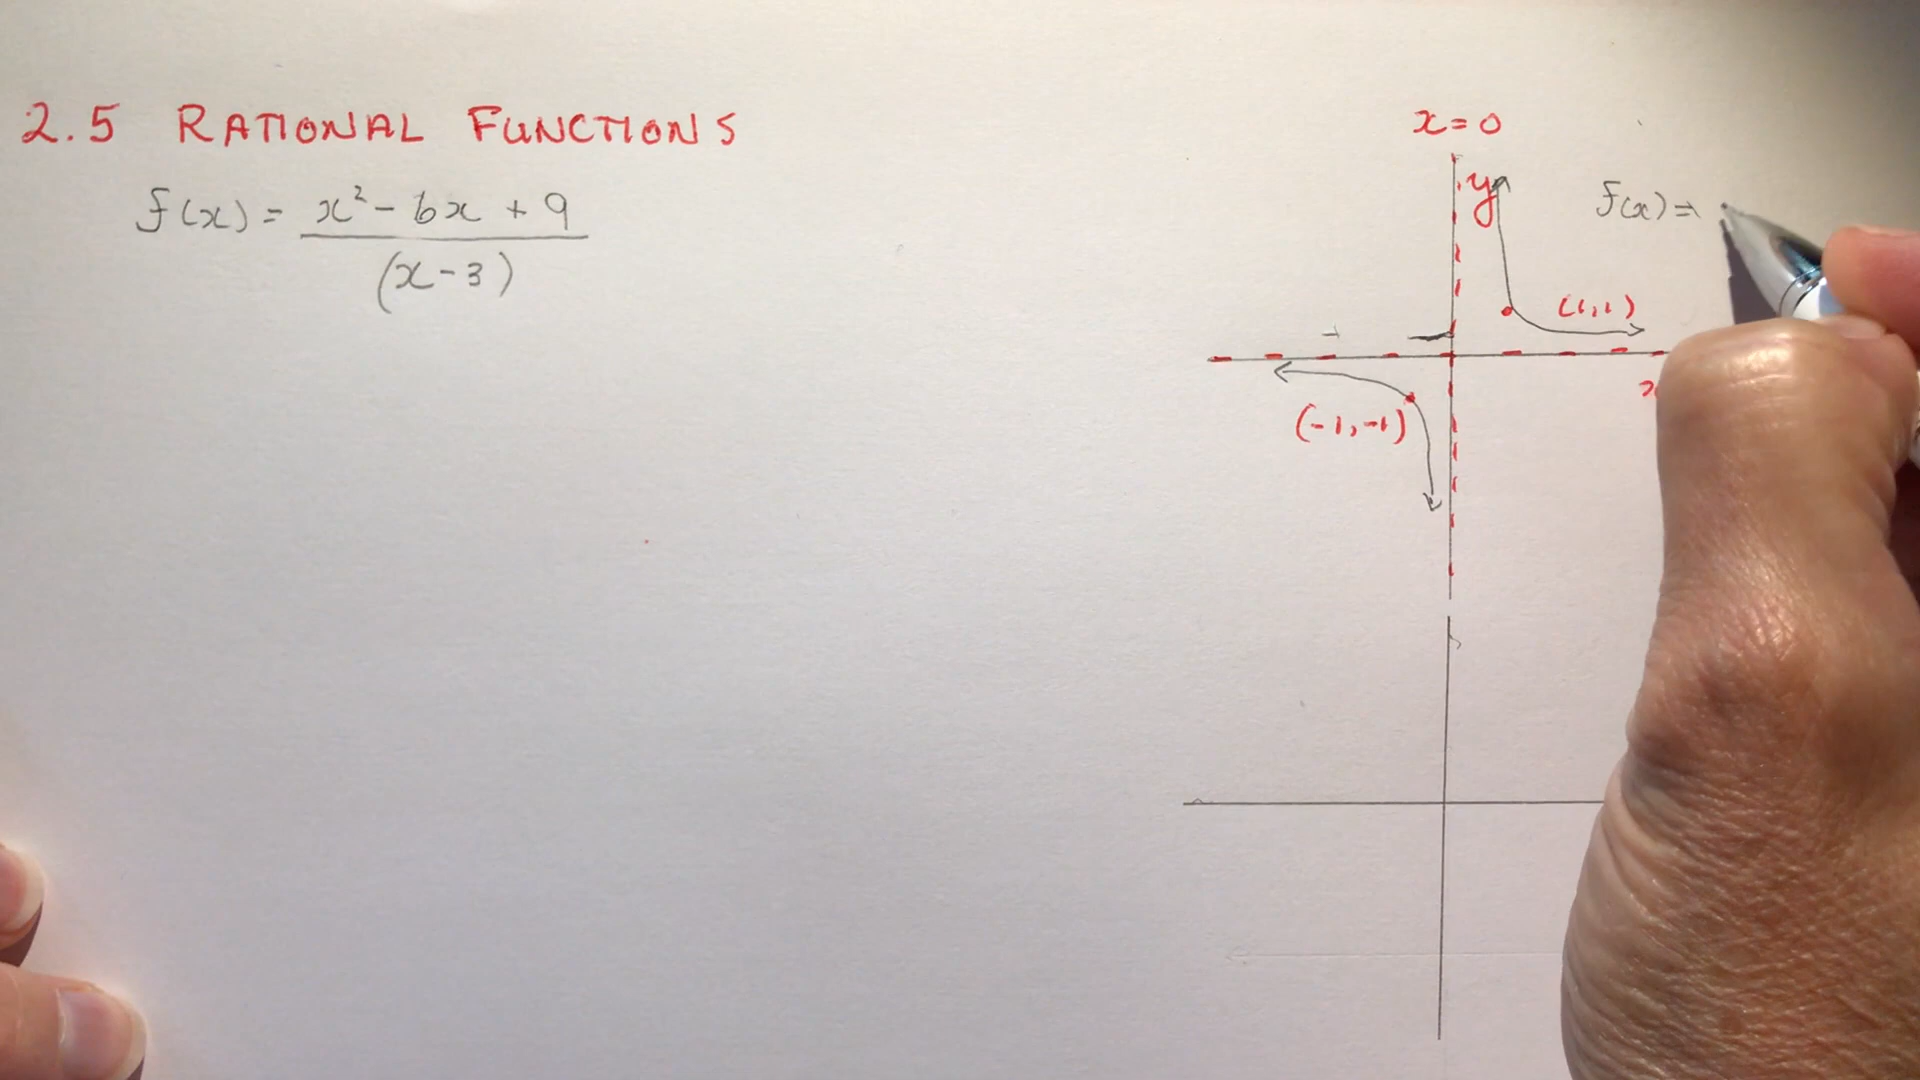 2.5 RATIONAL FUNCTIONS
f(x) = x² - 6x + 9
(x - 3)
x = 0
y
f(x) =
(1,1)
(-1,-1)